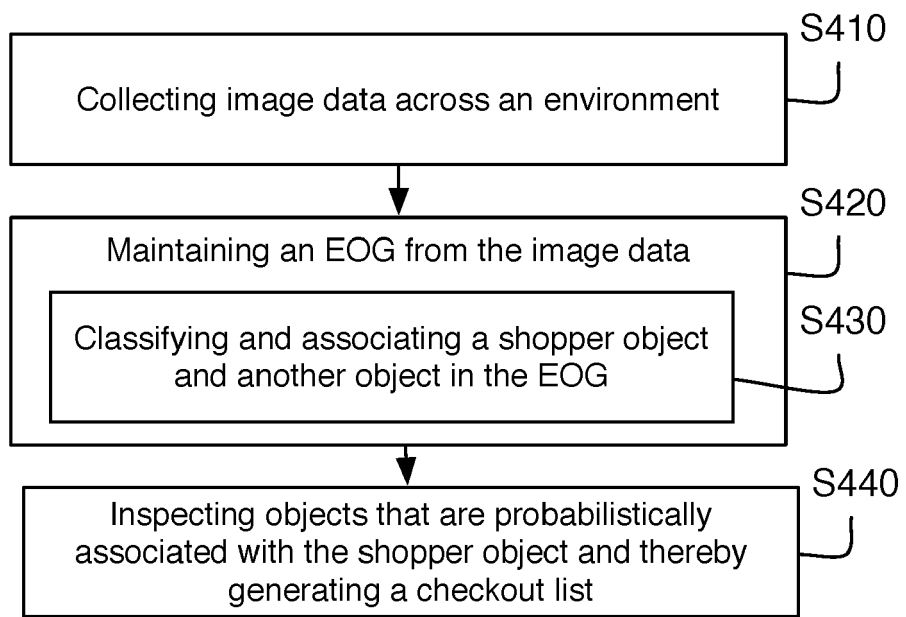 S410
Collecting image data across an environment
S420
Maintaining an EOG from the image data
S430
Classifying and associating a shopper object
and another object in the EOG
S440
Inspecting objects that are probabilistically
associated with the shopper object and thereby
generating a checkout list